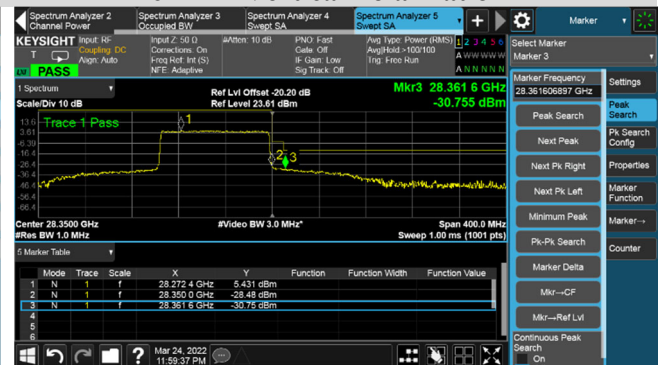 Spectrum Analyzer 2
Channel Power
Spectrum Analyzer 3
Occupied BW
Spectrum Analyzer 4
Swept SA
Spectrum Analyzer 5
Swept SA
Marker
KEYSIGHT
Input: RF
Coupling: DC
Align: Auto
Input Z: 50 Ω
Corrections: On
Freq Ref: Int (S)
NFE: Adaptive
#Atten: 10 dB
PNO: Fast
Gate: Off
IF Gain: Low
Sig Track: Off
Avg Type: Power (RMS)
Avg|Hold:>100/100
Trig: Free Run
1 2 3 4 5 6
A W W W W W
A N N N N N
T
PASS
Select Marker
Marker 3
Marker Frequency
28.361606897 GHz
Settings
1 Spectrum
Scale/Div 10 dB
Ref Lvl Offset -20.20 dB
Ref Level 23.61 dBm
Mkr3 28.361 6 GHz
-30.755 dBm
Trace 1 Pass
13.6
3.61
-6.39
-16.4
-26.4
-36.4
-46.4
-56.4
-66.4
1
2
3
Center 28.3500 GHz
#Res BW 1.0 MHz
#Video BW 3.0 MHz*
Span 400.0 MHz
Sweep 1.00 ms (1001 pts)
Peak Search
Next Peak
Next Pk Right
Next Pk Left
Minimum Peak
Pk-Pk Search
Marker Delta
Mkr→CF
Mkr→Ref Lvl
Continuous Peak
Search
On
Peak
Search
Pk Search
Config
Properties
Marker
Function
Marker→
Counter
5 Marker Table
Mode Trace Scale X Y Function Function Width Function Value
1 N 1 f 28.272 4 GHz 5.431 dBm
2 N 1 f 28.350 0 GHz -28.48 dBm
3 N 1 f 28.361 6 GHz -30.75 dBm
4
5
6
Mar 24, 2022
11:59:37 PM